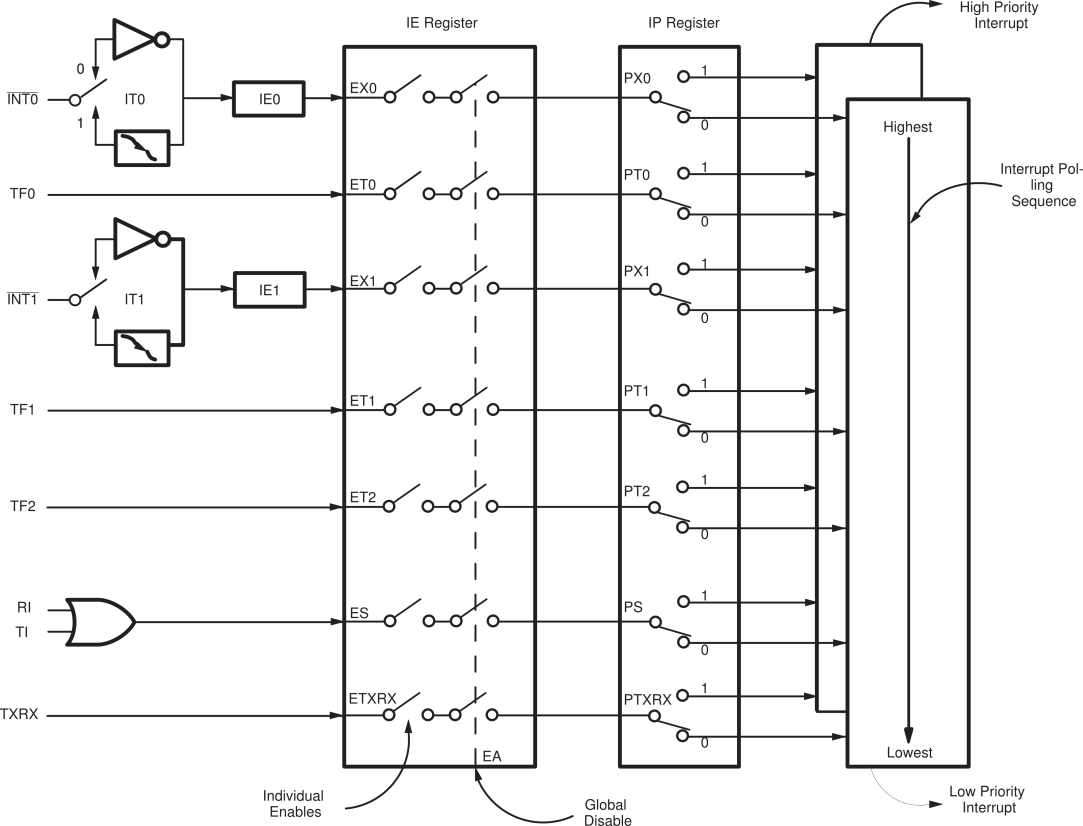 IE Register
IP Register
High Priority
Interrupt
0
INT0
IT0
1
IE0
EX0
PX0
1
0
Highest
TF0
ET0
PT0
1
0
Interrupt Pol-
ling
Sequence
INT1
IT1
IE1
EX1
PX1
1
0
TF1
ET1
PT1
1
0
TF2
ET2
PT2
1
0
RI
TI
ES
PS
1
0
TXRX
ETXRX
PTXRX
1
0
EA
Lowest
Individual
Enables
Global
Disable
Low Priority
Interrupt